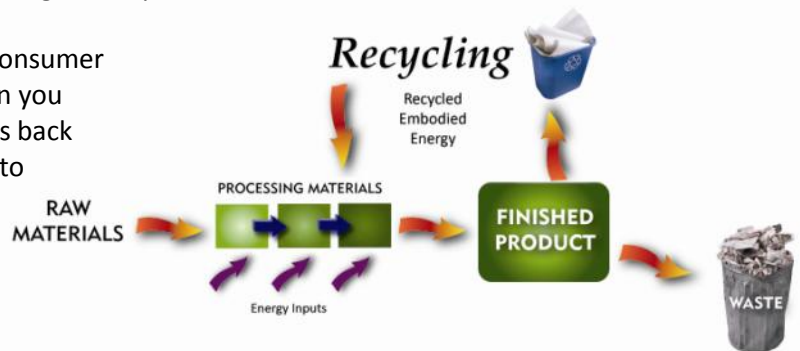 onsumer
n you
s back
to
Recycling
Recycled
Embodied
Energy
PROCESSING MATERIALS
RAW
MATERIALS
FINISHED
PRODUCT
Energy Inputs
WASTE